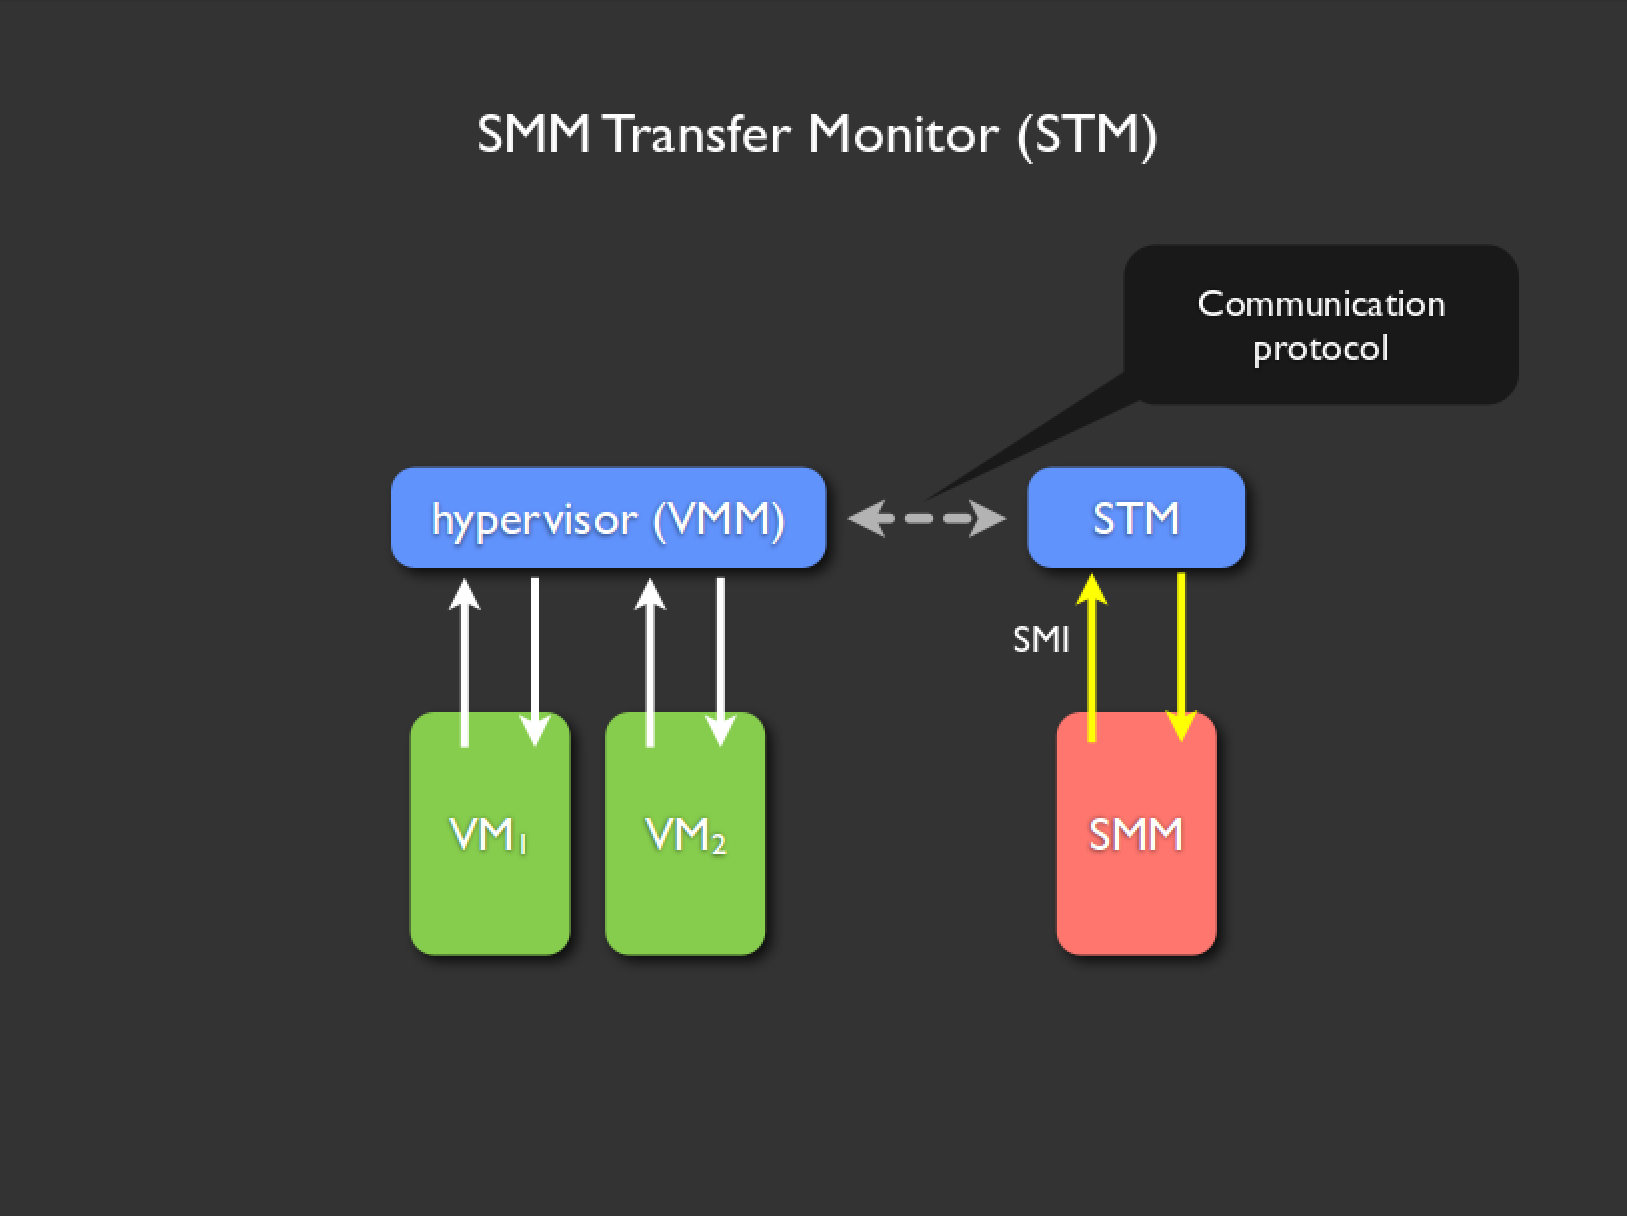 SMM Transfer Monitor (STM)
Communication
protocol
hypervisor (VMM)
STM
SMI
VM₁
VM₂
SMM